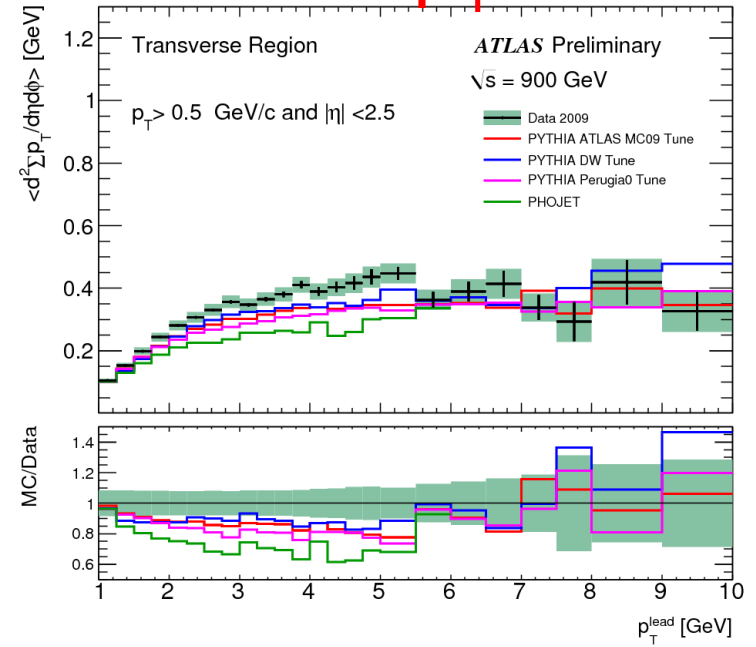 <d²Σp_T/dηdϕ> [GeV]
1.2
1
0.8
0.6
0.4
0.2
Transverse Region
p_T> 0.5 GeV/c and |η| <2.5
ATLAS Preliminary
√s = 900 GeV
Data 2009
PYTHIA ATLAS MC09 Tune
PYTHIA DW Tune
PYTHIA Perugia0 Tune
PHOJET
MC/Data
1.4
1.2
1
0.8
0.6
1 2 3 4 5 6 7 8 9 10
p_T^lead [GeV]